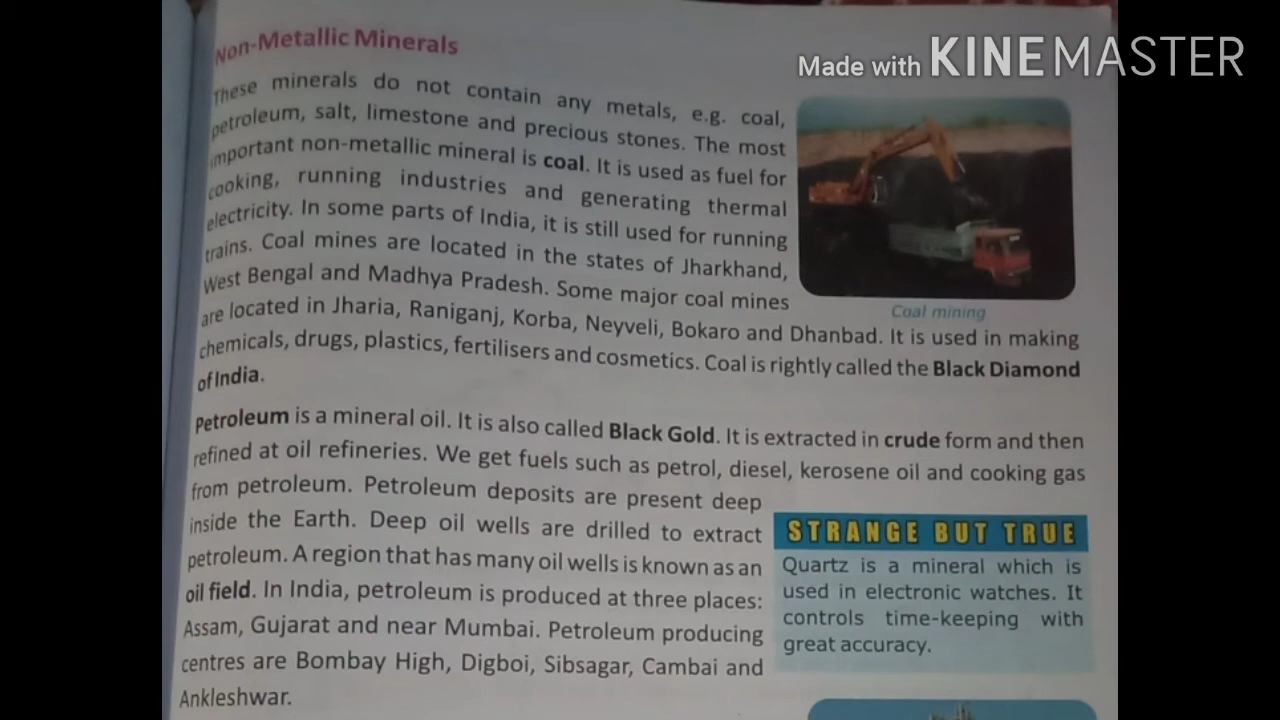 Made with KINEMASTER
Non-Metallic Minerals
These minerals do not contain any metals, e.g. coal,
petroleum, salt, limestone and precious stones. The most
important non-metallic mineral is coal. It is used as fuel for
cooking, running industries and generating thermal
electricity. In some parts of India, it is still used for running
trains. Coal mines are located in the states of Jharkhand,
West Bengal and Madhya Pradesh. Some major coal mines
are located in Jharia, Raniganj, Korba, Neyveli, Bokaro and Dhanbad. It is used in making
chemicals, drugs, plastics, fertilisers and cosmetics. Coal is rightly called the Black Diamond
of India.
Coal mining
Petroleum is a mineral oil. It is also called Black Gold. It is extracted in crude form and then
refined at oil refineries. We get fuels such as petrol, diesel, kerosene oil and cooking gas
from petroleum. Petroleum deposits are present deep
inside the Earth. Deep oil wells are drilled to extract
petroleum. A region that has many oil wells is known as an
oil field. In India, petroleum is produced at three places:
Assam, Gujarat and near Mumbai. Petroleum producing
centres are Bombay High, Digboi, Sibsagar, Cambai and
Ankleshwar.
STRANGE BUT TRUE
Quartz is a mineral which is
used in electronic watches. It
controls time-keeping with
great accuracy.